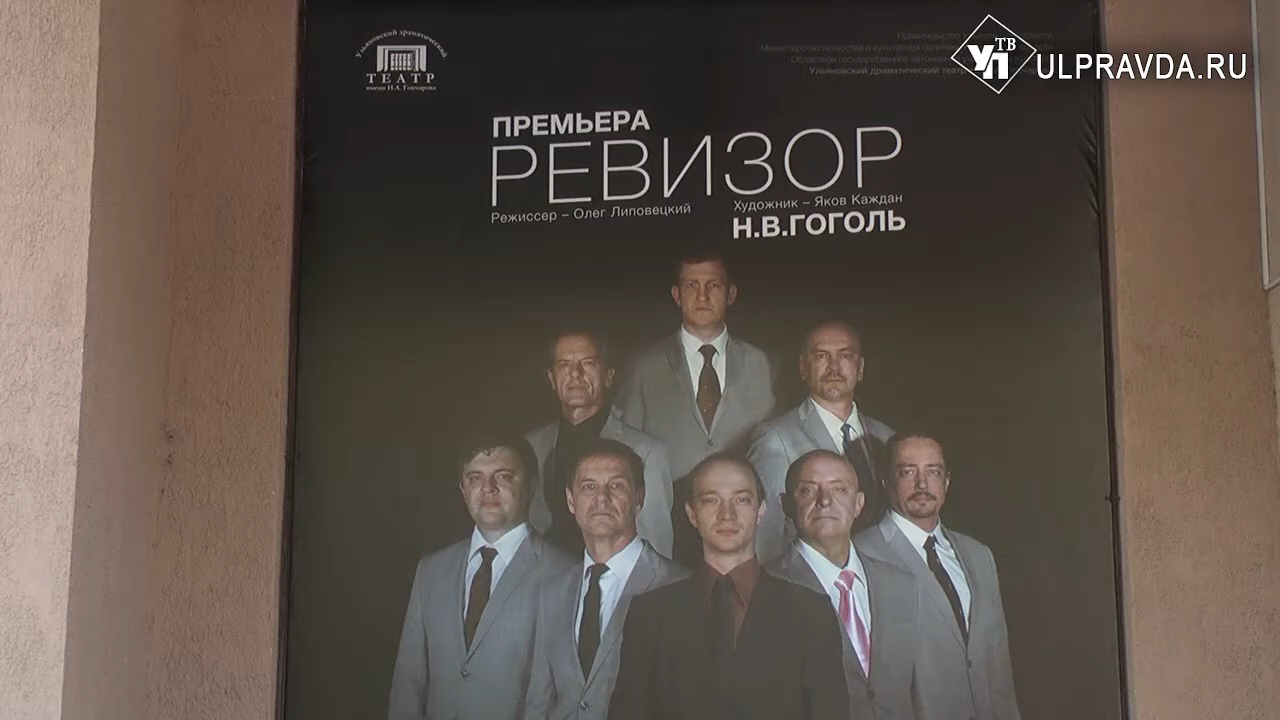 Ульяновский драматический
ТЕАТР
имени И.А. Гончарова
Ульяновский драматический театр
УП ТВ
ULPRAVDA.RU
ПРЕМЬЕРА
РЕВИЗОР
Режиссер – Олег Липовецкий
Художник – Яков Каждан
Н.В.ГОГОЛЬ